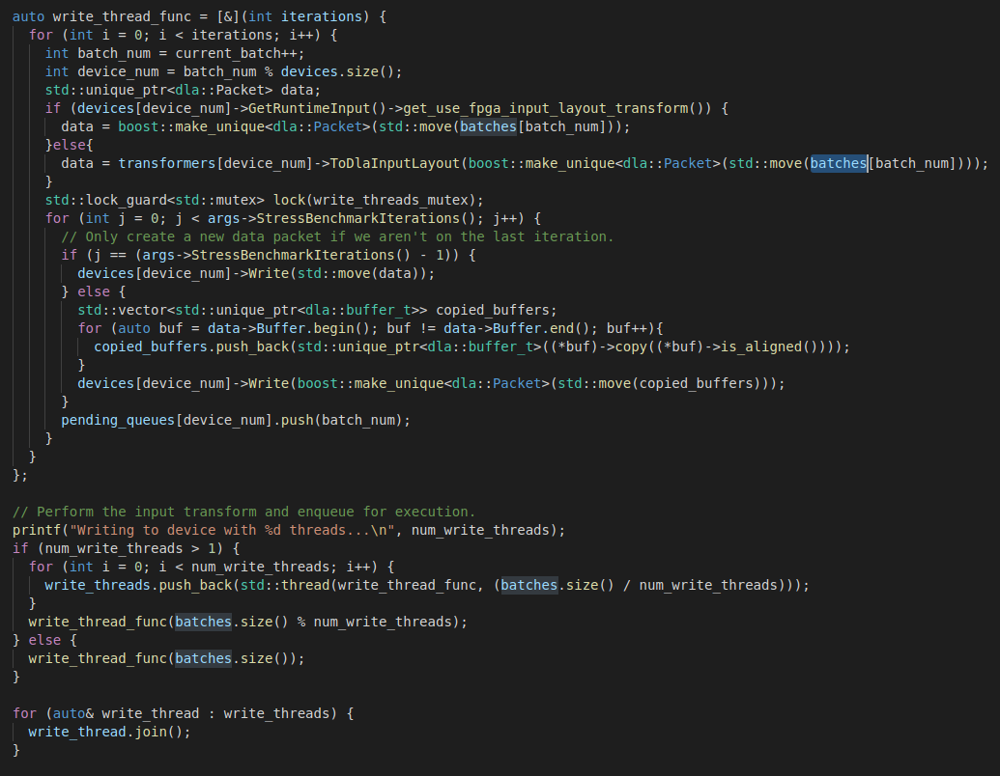 auto write_thread_func = [&](int iterations) {
  for (int i = 0; i < iterations; i++) {
    int batch_num = current_batch++;
    int device_num = batch_num % devices.size();
    std::unique_ptr<dla::Packet> data;
    if (devices[device_num]->GetRuntimeInput()->get_use_fpga_input_layout_transform()) {
      data = boost::make_unique<dla::Packet>(std::move(batches[batch_num]));
    }else{
      data = transformers[device_num]->ToDlaInputLayout(boost::make_unique<dla::Packet>(std::move(batches[batch_num])));
    }
    std::lock_guard<std::mutex> lock(write_threads_mutex);
    for (int j = 0; j < args->StressBenchmarkIterations(); j++) {
      // Only create a new data packet if we aren't on the last iteration.
      if (j == (args->StressBenchmarkIterations() - 1)) {
        devices[device_num]->Write(std::move(data));
      } else {
        std::vector<std::unique_ptr<dla::buffer_t>> copied_buffers;
        for (auto buf = data->Buffer.begin(); buf != data->Buffer.end(); buf++){
          copied_buffers.push_back(std::unique_ptr<dla::buffer_t>((*buf)->copy((*buf)->is_aligned())));
        }
        devices[device_num]->Write(boost::make_unique<dla::Packet>(std::move(copied_buffers)));
      }
      pending_queues[device_num].push(batch_num);
    }
  }
};

// Perform the input transform and enqueue for execution.
printf("Writing to device with %d threads...\n", num_write_threads);
if (num_write_threads > 1) {
  for (int i = 0; i < num_write_threads; i++) {
    write_threads.push_back(std::thread(write_thread_func, (batches.size() / num_write_threads)));
  }
  write_thread_func(batches.size() % num_write_threads);
} else {
  write_thread_func(batches.size());
}

for (auto& write_thread : write_threads) {
  write_thread.join();
}